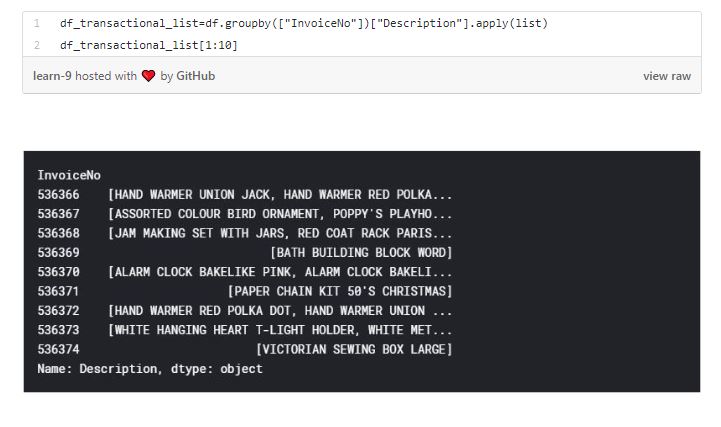 1 df_transactional_list=df.groupby(["InvoiceNo"])["Description"].apply(list)
2 df_transactional_list[1:10]
learn-9 hosted with ❤ by GitHub view raw
InvoiceNo
536366 [HAND WARMER UNION JACK, HAND WARMER RED POLKA...
536367 [ASSORTED COLOUR BIRD ORNAMENT, POPPY'S PLAYHO...
536368 [JAM MAKING SET WITH JARS, RED COAT RACK PARIS...
536369 [BATH BUILDING BLOCK WORD]
536370 [ALARM CLOCK BAKELIKE PINK, ALARM CLOCK BAKELI...
536371 [PAPER CHAIN KIT 50'S CHRISTMAS]
536372 [HAND WARMER RED POLKA DOT, HAND WARMER UNION ...
536373 [WHITE HANGING HEART T-LIGHT HOLDER, WHITE MET...
536374 [VICTORIAN SEWING BOX LARGE]
Name: Description, dtype: object